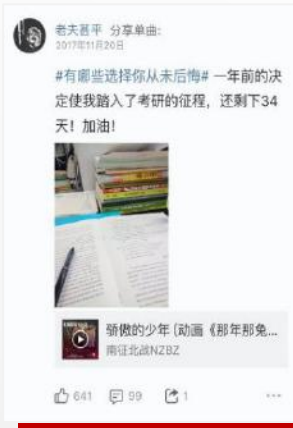 老夫甚平 分享单曲:
2017年11月20日
#有哪些选择你从未后悔# 一年前的决
定使我踏入了考研的征程，还剩下34
天！加油！
骄傲的少年（动画《那年那兔...
南征北战NZBZ
641
99
1